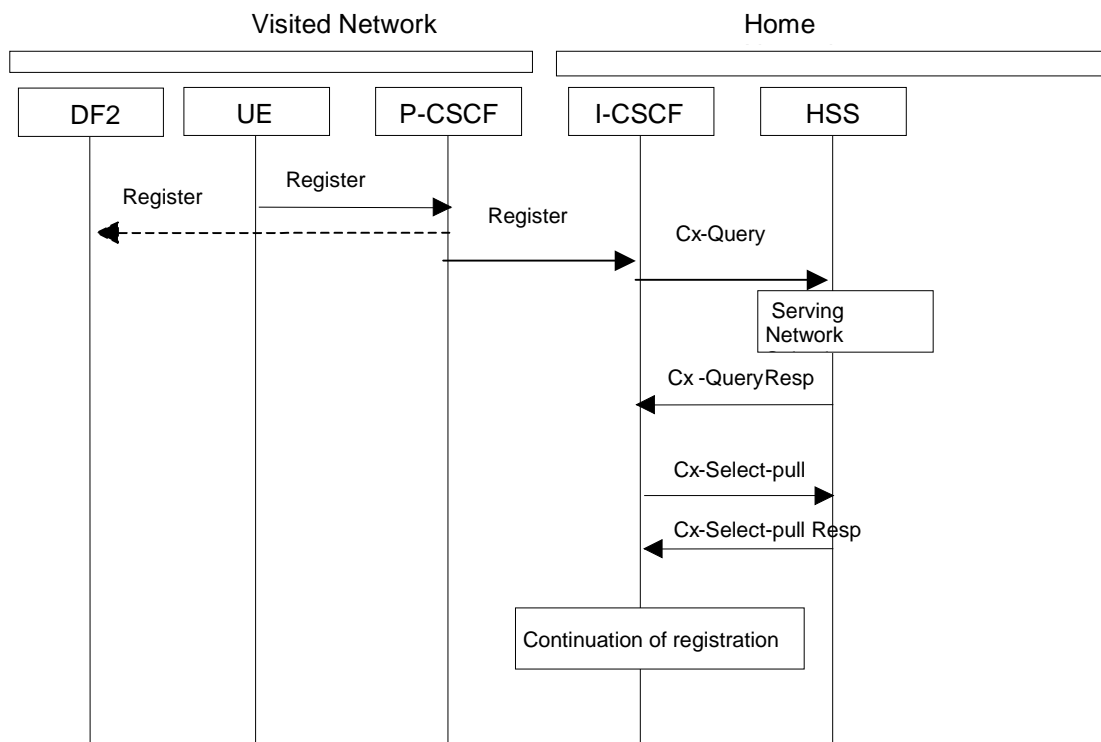 Visited Network
Home
DF2
UE
P-CSCF
I-CSCF
HSS
Register
Register
Register
Cx-Query
Serving
Network
Cx -QueryResp
Cx-Select-pull
Cx-Select-pull Resp
Continuation of registration